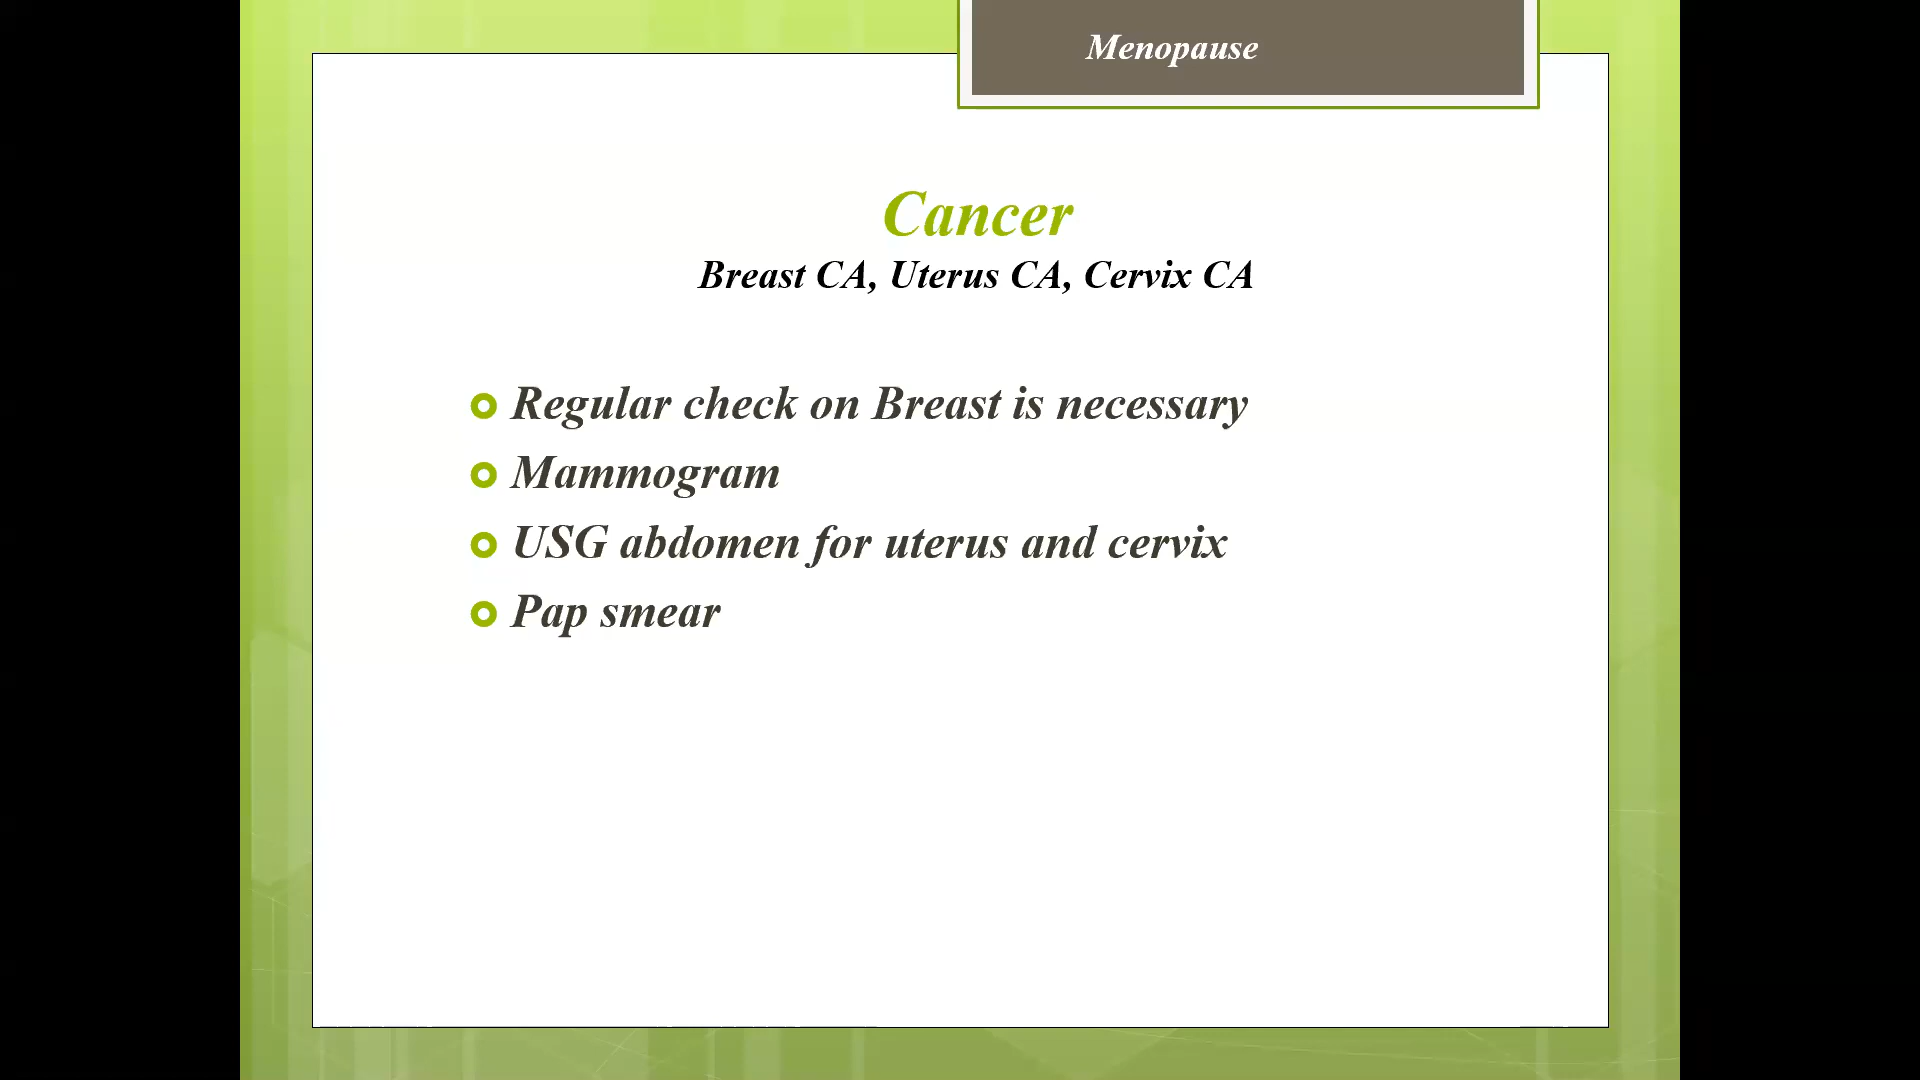 Menopause
Cancer
Breast CA, Uterus CA, Cervix CA
Regular check on Breast is necessary
Mammogram
USG abdomen for uterus and cervix
Pap smear